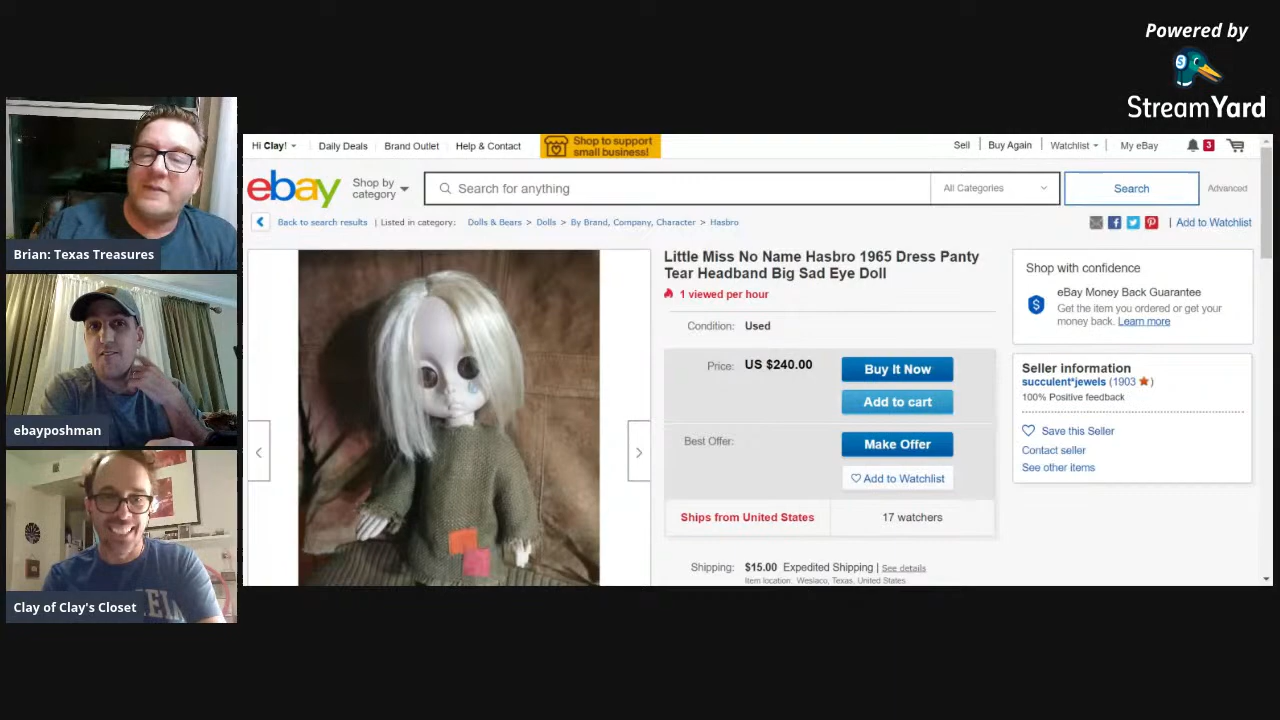 Powered by
StreamYard
Brian: Texas Treasures
ebayposhman
Clay of Clay's Closet
Hi Clay!
Daily Deals
Brand Outlet
Help & Contact
Shop to support
small business!
Sell
Buy Again
Watchlist
My eBay
3
ebay
Shop by
category
Search for anything
All Categories
Search
Advanced
Back to search results | Listed in category: Dolls & Bears > Dolls > By Brand, Company, Character > Hasbro
| Add to Watchlist
Little Miss No Name Hasbro 1965 Dress Panty
Tear Headband Big Sad Eye Doll
1 viewed per hour
Condition: Used
Price: US $240.00
Buy It Now
Add to cart
Best Offer:
Make Offer
Add to Watchlist
Ships from United States
17 watchers
Shipping: $15.00 Expedited Shipping | See details
Item location: Weslaco, Texas, United States
Shop with confidence
eBay Money Back Guarantee
Get the item you ordered or get your
money back. Learn more
Seller information
succulent*jewels (1903 )
100% Positive feedback
Save this Seller
Contact seller
See other items